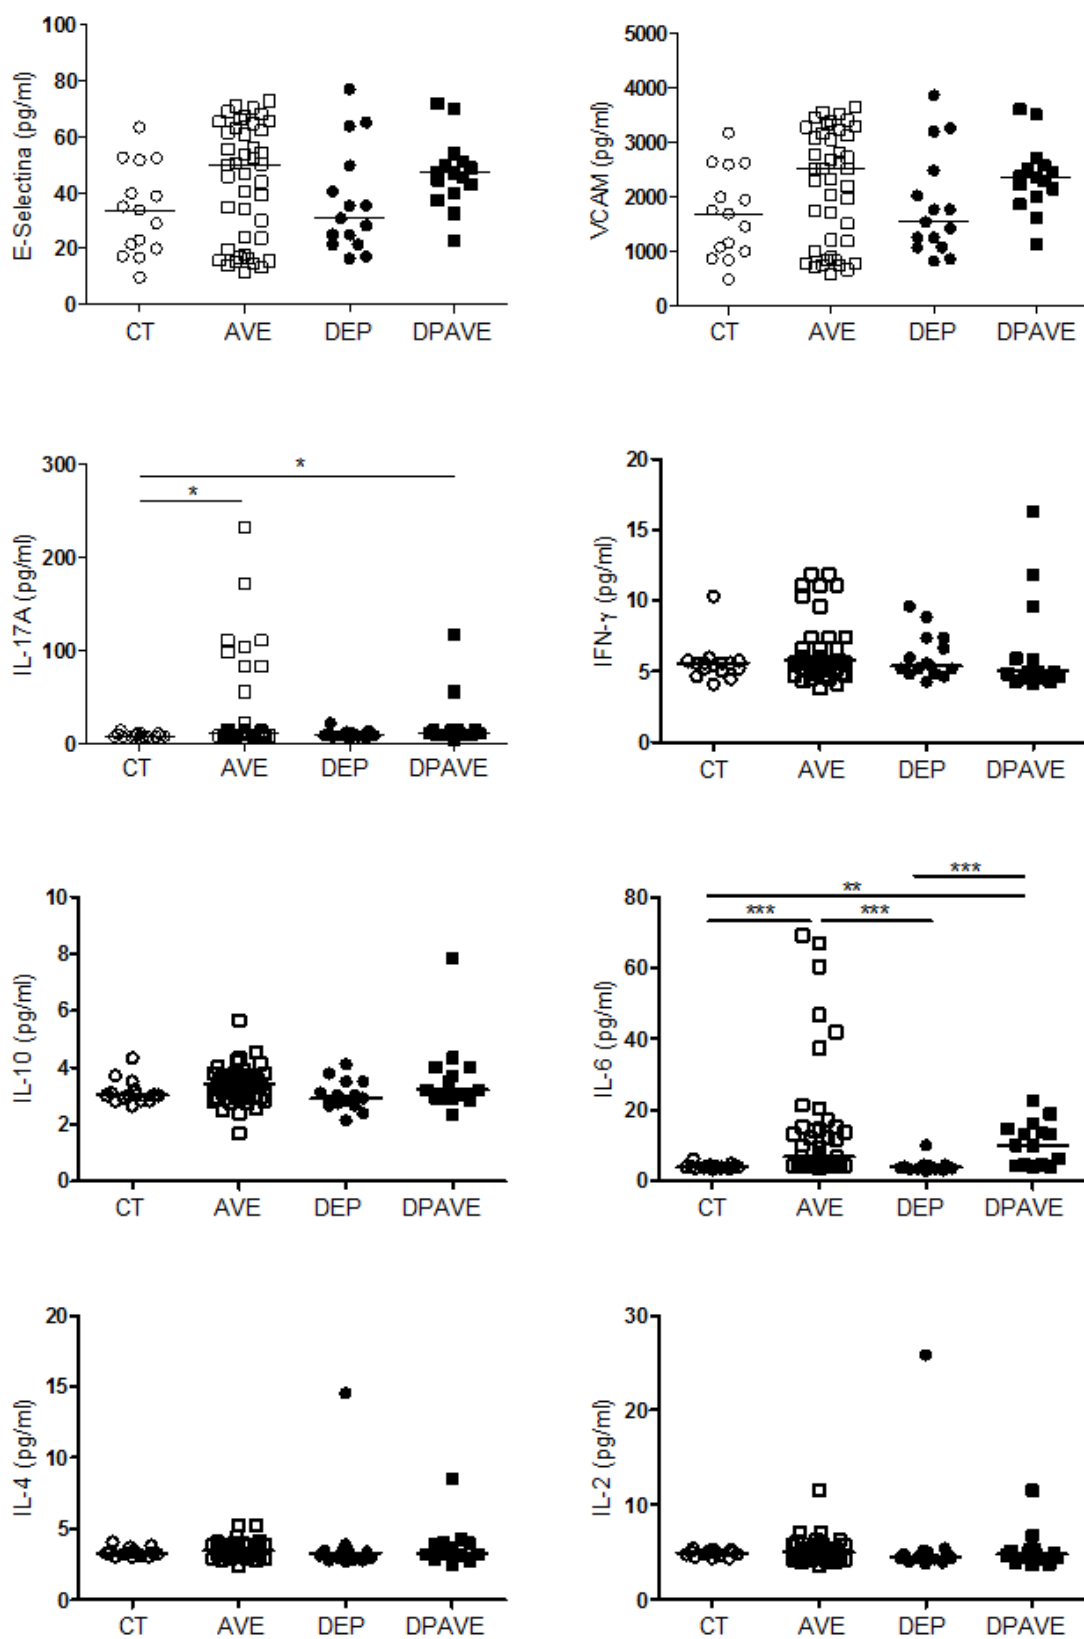 E-Selectina (pg/ml)
100
80
60
40
20
0
CT AVE DEP DPAVE
VCAM (pg/ml)
5000
4000
3000
2000
1000
0
CT AVE DEP DPAVE
IL-17A (pg/ml)
300
200
100
0
*
*
CT AVE DEP DPAVE
IFN-γ (pg/ml)
20
15
10
5
0
CT AVE DEP DPAVE
IL-10 (pg/ml)
10
8
6
4
2
0
CT AVE DEP DPAVE
IL-6 (pg/ml)
80
60
40
20
0
***
**
*** ***
CT AVE DEP DPAVE
IL-4 (pg/ml)
20
15
10
5
0
CT AVE DEP DPAVE
IL-2 (pg/ml)
30
20
10
0
CT AVE DEP DPAVE